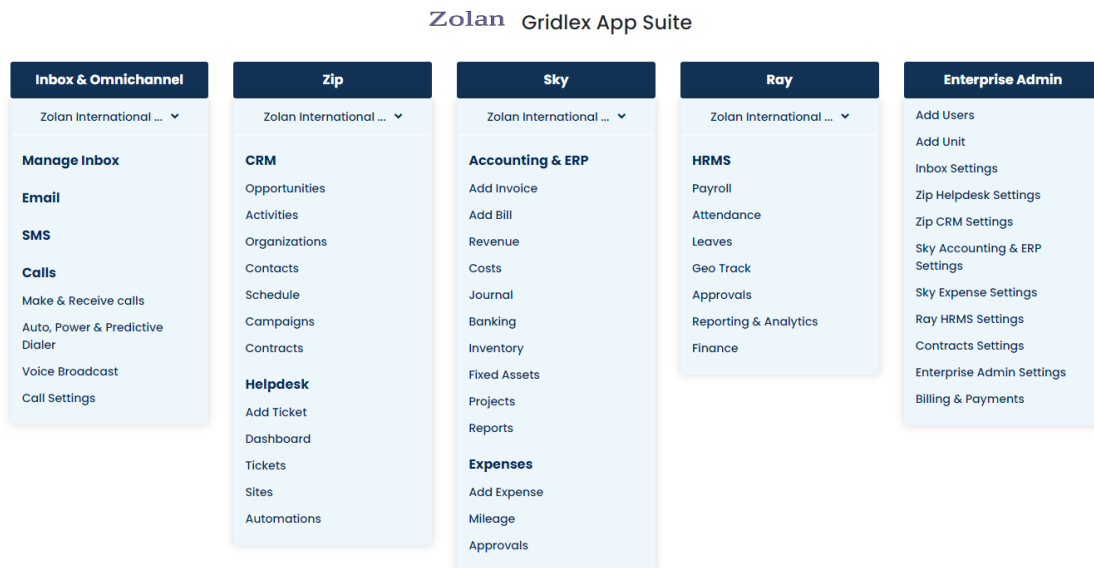 Zolan Gridlex App Suite
Inbox & Omnichannel
Zolan International ...
Manage Inbox
Email
SMS
Calls
Make & Receive calls
Auto, Power & Predictive
Dialer
Voice Broadcast
Call Settings
Zip
Zolan International ...
CRM
Opportunities
Activities
Organizations
Contacts
Schedule
Campaigns
Contracts
Helpdesk
Add Ticket
Dashboard
Tickets
Sites
Automations
Sky
Zolan International ...
Accounting & ERP
Add Invoice
Add Bill
Revenue
Costs
Journal
Banking
Inventory
Fixed Assets
Projects
Reports
Expenses
Add Expense
Mileage
Approvals
Ray
Zolan International ...
HRMS
Payroll
Attendance
Leaves
Geo Track
Approvals
Reporting & Analytics
Finance
Enterprise Admin
Add Users
Add Unit
Inbox Settings
Zip Helpdesk Settings
Zip CRM Settings
Sky Accounting & ERP
Settings
Sky Expense Settings
Ray HRMS Settings
Contracts Settings
Enterprise Admin Settings
Billing & Payments